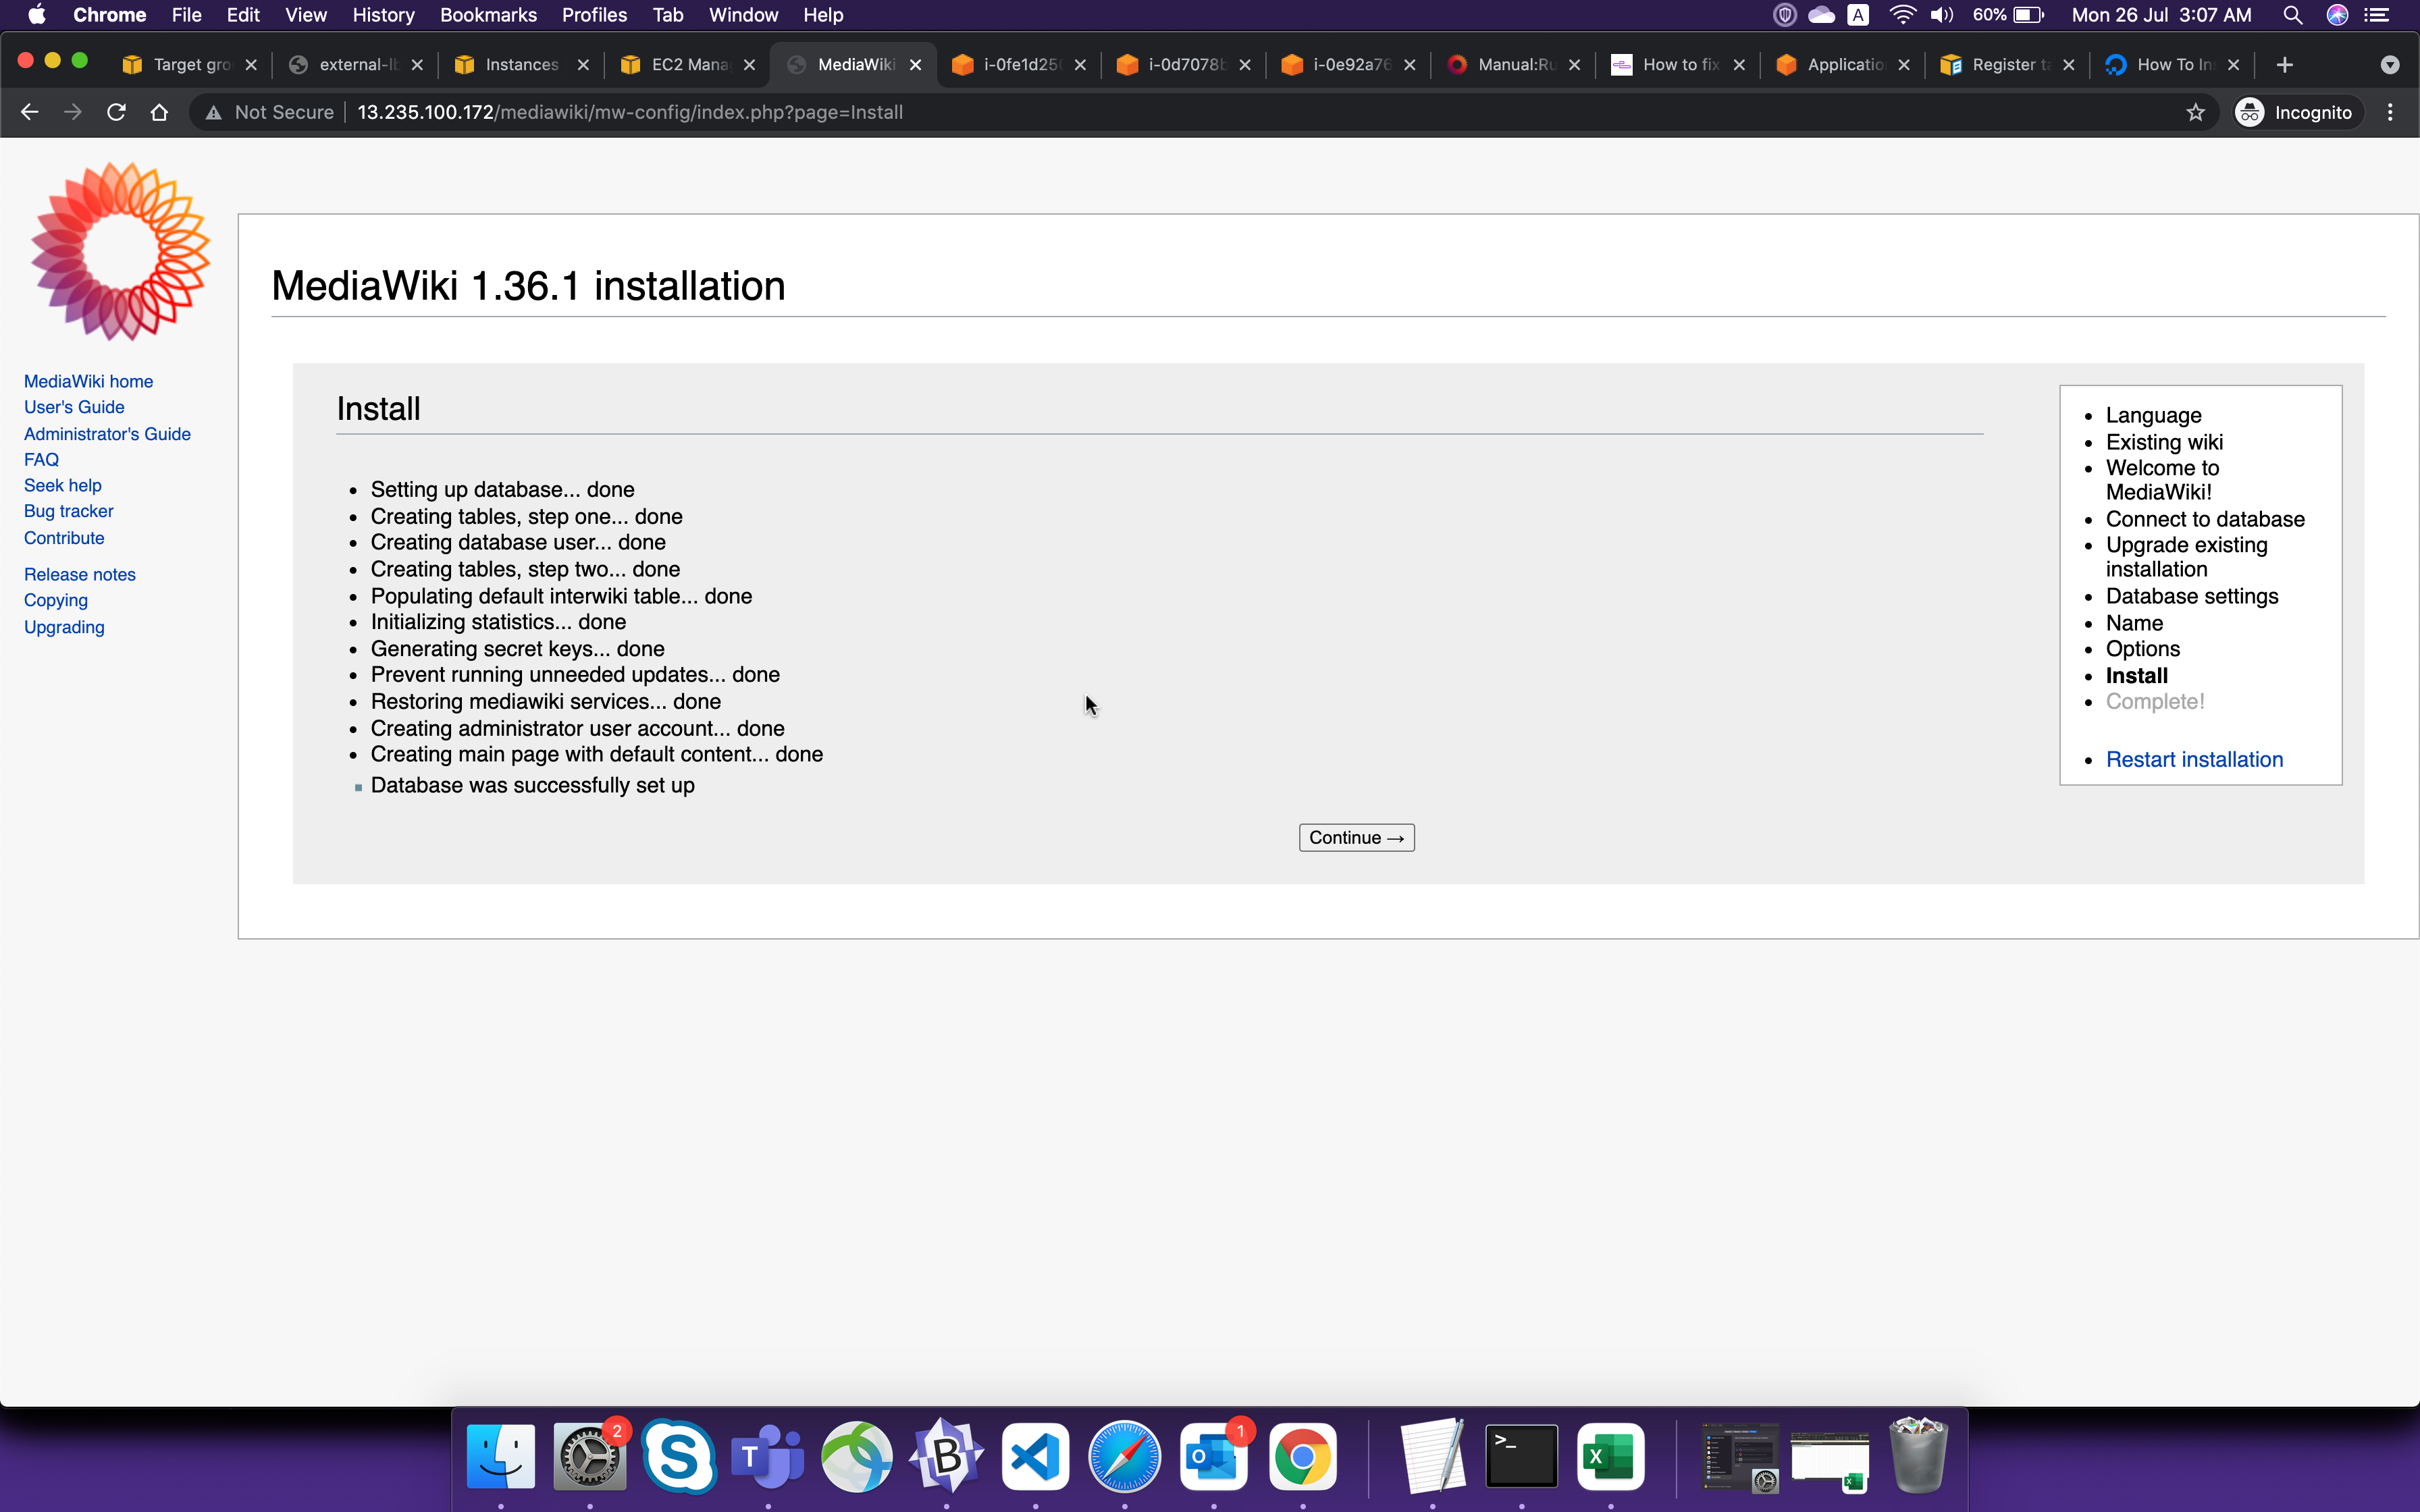 Chrome File Edit View History Bookmarks Profiles Tab Window Help A 60% Mon 26 Jul 3:07 AM
Target gro external-lb Instances EC2 Mana MediaWiki i-0fe1d25 i-0d7078b i-0e92a76 Manual:Ru How to fix Applicatio Register ta How To In
Not Secure 13.235.100.172/mediawiki/mw-config/index.php?page=Install Incognito
MediaWiki home
User's Guide
Administrator's Guide
FAQ
Seek help
Bug tracker
Contribute
Release notes
Copying
Upgrading
MediaWiki 1.36.1 installation
Install
Setting up database... done
Creating tables, step one... done
Creating database user... done
Creating tables, step two... done
Populating default interwiki table... done
Initializing statistics... done
Generating secret keys... done
Prevent running unneeded updates... done
Restoring mediawiki services... done
Creating administrator user account... done
Creating main page with default content... done
Database was successfully set up
Continue →
Language
Existing wiki
Welcome to
MediaWiki!
Connect to database
Upgrade existing
installation
Database settings
Name
Options
Install
Complete!
Restart installation
2
1
S
T
B
O
>_
X